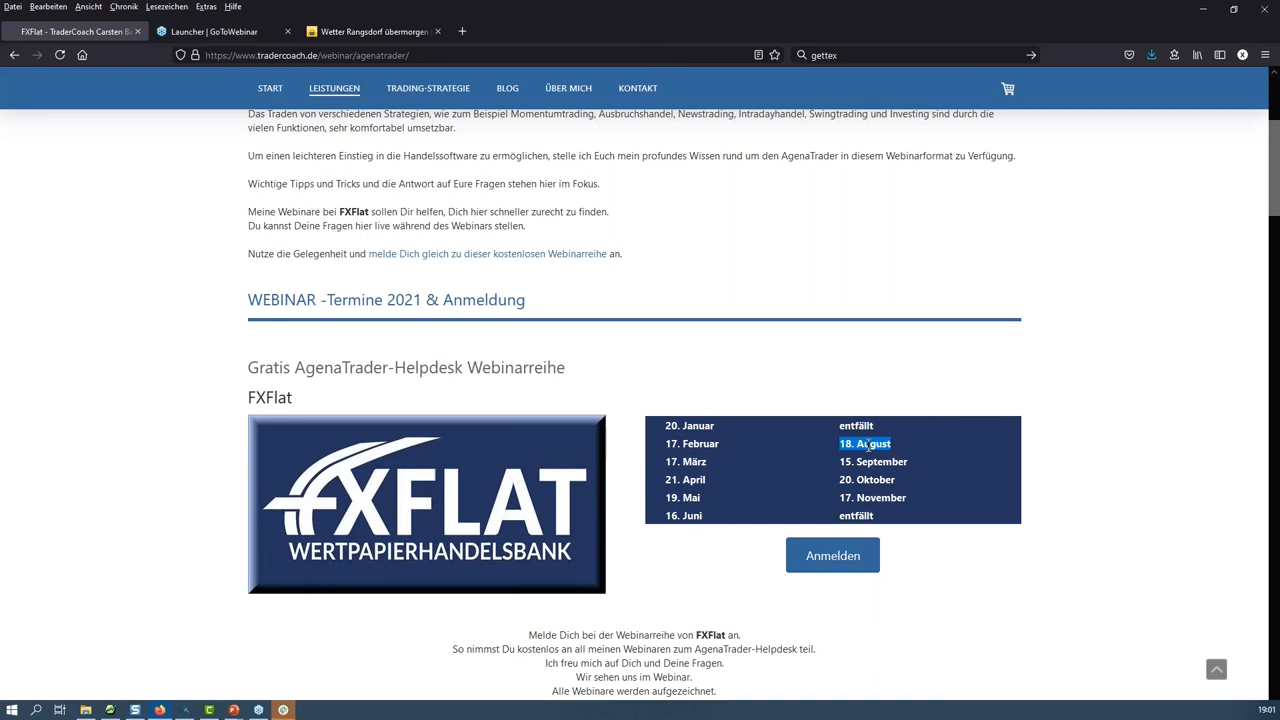 Datei Bearbeiten Ansicht Chronik Lesezeichen Extras Hilfe
FXFlat - TraderCoach Carsten Be
Launcher | GoToWebinar
Wetter Rangsdorf übermorgen |
https://www.tradercoach.de/webinar/agenatrader/
gettex
START LEISTUNGEN TRADING-STRATEGIE BLOG ÜBER MICH KONTAKT
Das Traden von verschiedenen Strategien, wie zum Beispiel Momentumtrading, Ausbruchshandel, Newstrading, Intradayhandel, Swingtrading und Investing sind durch die
vielen Funktionen, sehr komfortabel umsetzbar.
Um einen leichteren Einstieg in die Handelssoftware zu ermöglichen, stelle ich Euch mein profundes Wissen rund um den AgenaTrader in diesem Webinarformat zu Verfügung.
Wichtige Tipps und Tricks und die Antwort auf Eure Fragen stehen hier im Fokus.
Meine Webinare bei FXFlat sollen Dir helfen, Dich hier schneller zurecht zu finden.
Du kannst Deine Fragen hier live während des Webinars stellen.
Nutze die Gelegenheit und melde Dich gleich zu dieser kostenlosen Webinarreihe an.
WEBINAR -Termine 2021 & Anmeldung
Gratis AgenaTrader-Helpdesk Webinarreihe
FXFlat
FXFLAT
WERTPAPIERHANDELSBANK
20. Januar entfällt
17. Februar 18. August
17. März 15. September
21. April 20. Oktober
19. Mai 17. November
16. Juni entfällt
Anmelden
Melde Dich bei der Webinarreihe von FXFlat an.
So nimmst Du kostenlos an all meinen Webinaren zum AgenaTrader-Helpdesk teil.
Ich freu mich auf Dich und Deine Fragen.
Wir sehen uns im Webinar.
Alle Webinare werden aufgezeichnet.
19:01